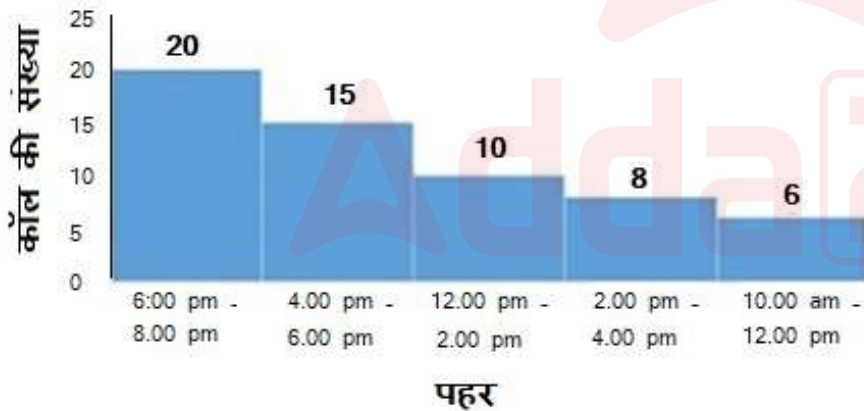 कॉल की संख्या
25
20
15
10
5
0
20
15
10
8
6
6:00 pm -
8.00 pm
4.00 pm -
6.00 pm
12.00 pm -
2.00 pm
2.00 pm -
4.00 pm
10.00 am -
12.00 pm
पहर
Adda